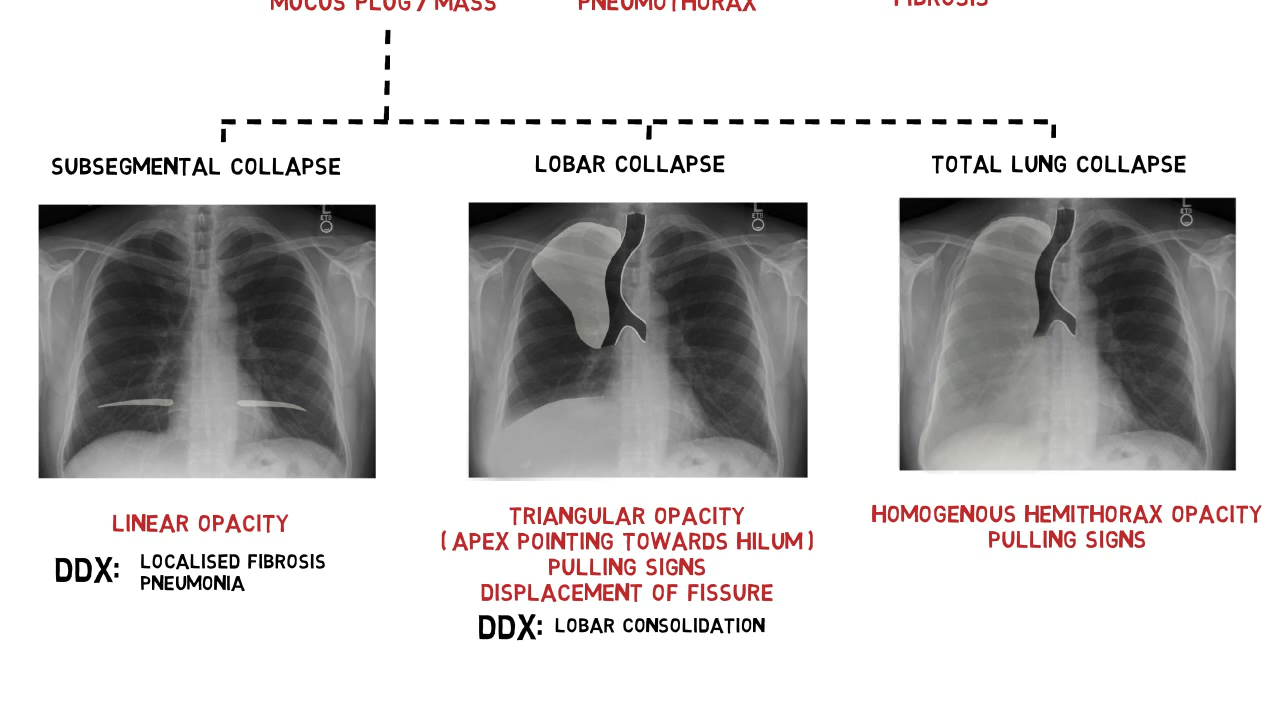 MUCUS PLUG / MASS PNEUMOTHORAX FIBROSIS
SUBSEGMENTAL COLLAPSE LOBAR COLLAPSE TOTAL LUNG COLLAPSE
LINEAR OPACITY
DDX: LOCALISED FIBROSIS
PNEUMONIA
TRIANGULAR OPACITY
( APEX POINTING TOWARDS HILUM )
PULLING SIGNS
DISPLACEMENT OF FISSURE
DDX: LOBAR CONSOLIDATION
HOMOGENOUS HEMITHORAX OPACITY
PULLING SIGNS